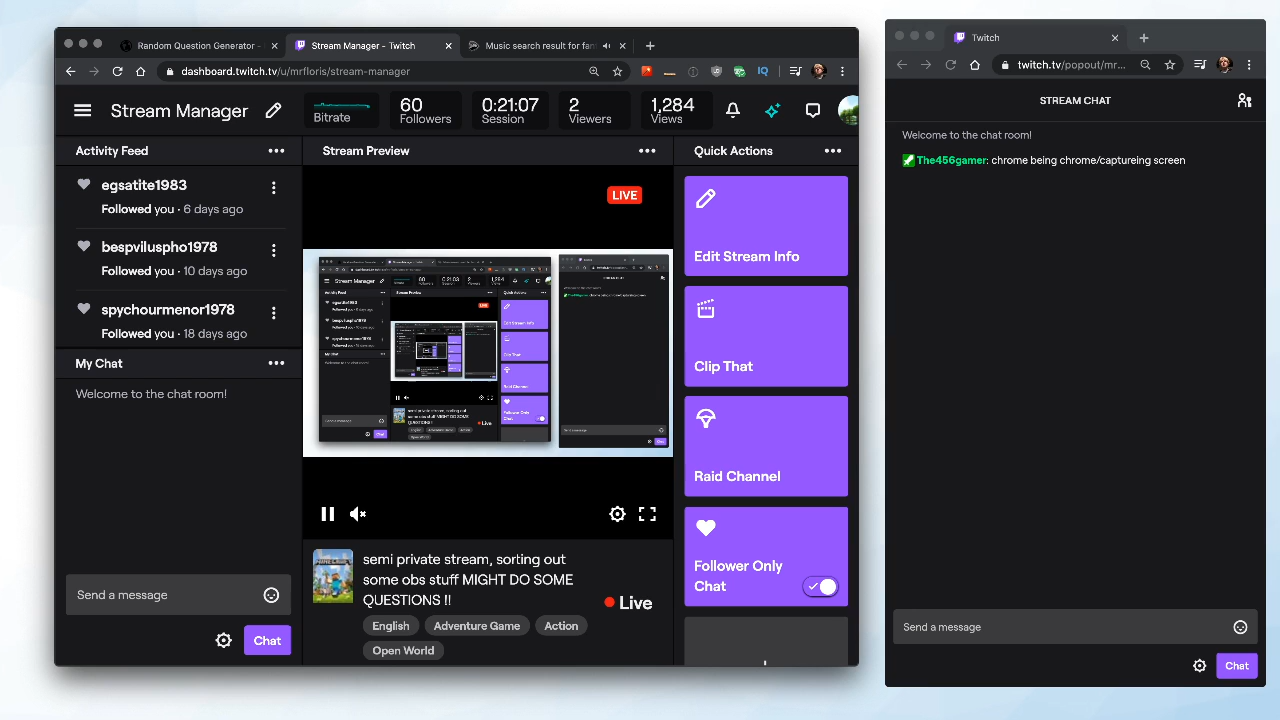 Random Qu
rator -
Stream Manager - Twitch
Music search result for fan
dashboard.twitch.tv/u/mrfloris/stream-manager
IQ
Stream Manager
Bitrate
60
Followers
0:21:07
Session
2
Viewers
1,284
Views
Activity Feed
egsatlite1983
Followed you · 6 days ago
bespviluspho1978
Followed you · 10 days ago
spychourmimor1978
Followed you · 18 days ago
My Chat
Welcome to the chat room!
Send a message
Chat
Stream Preview
LIVE
semi private stream, sorting out
some obs stuff MIGHT DO SOME
QUESTIONS !!
Live
English
Adventure Game
Action
Open World
Quick Actions
Edit Stream Info
Clip That
Raid Channel
Follower Only
Chat
Twitch
twitch.tv/popout/mr...
STREAM CHAT
Welcome to the chat room!
The456gamer: chrome being chrome/captureing screen
Send a message
Chat